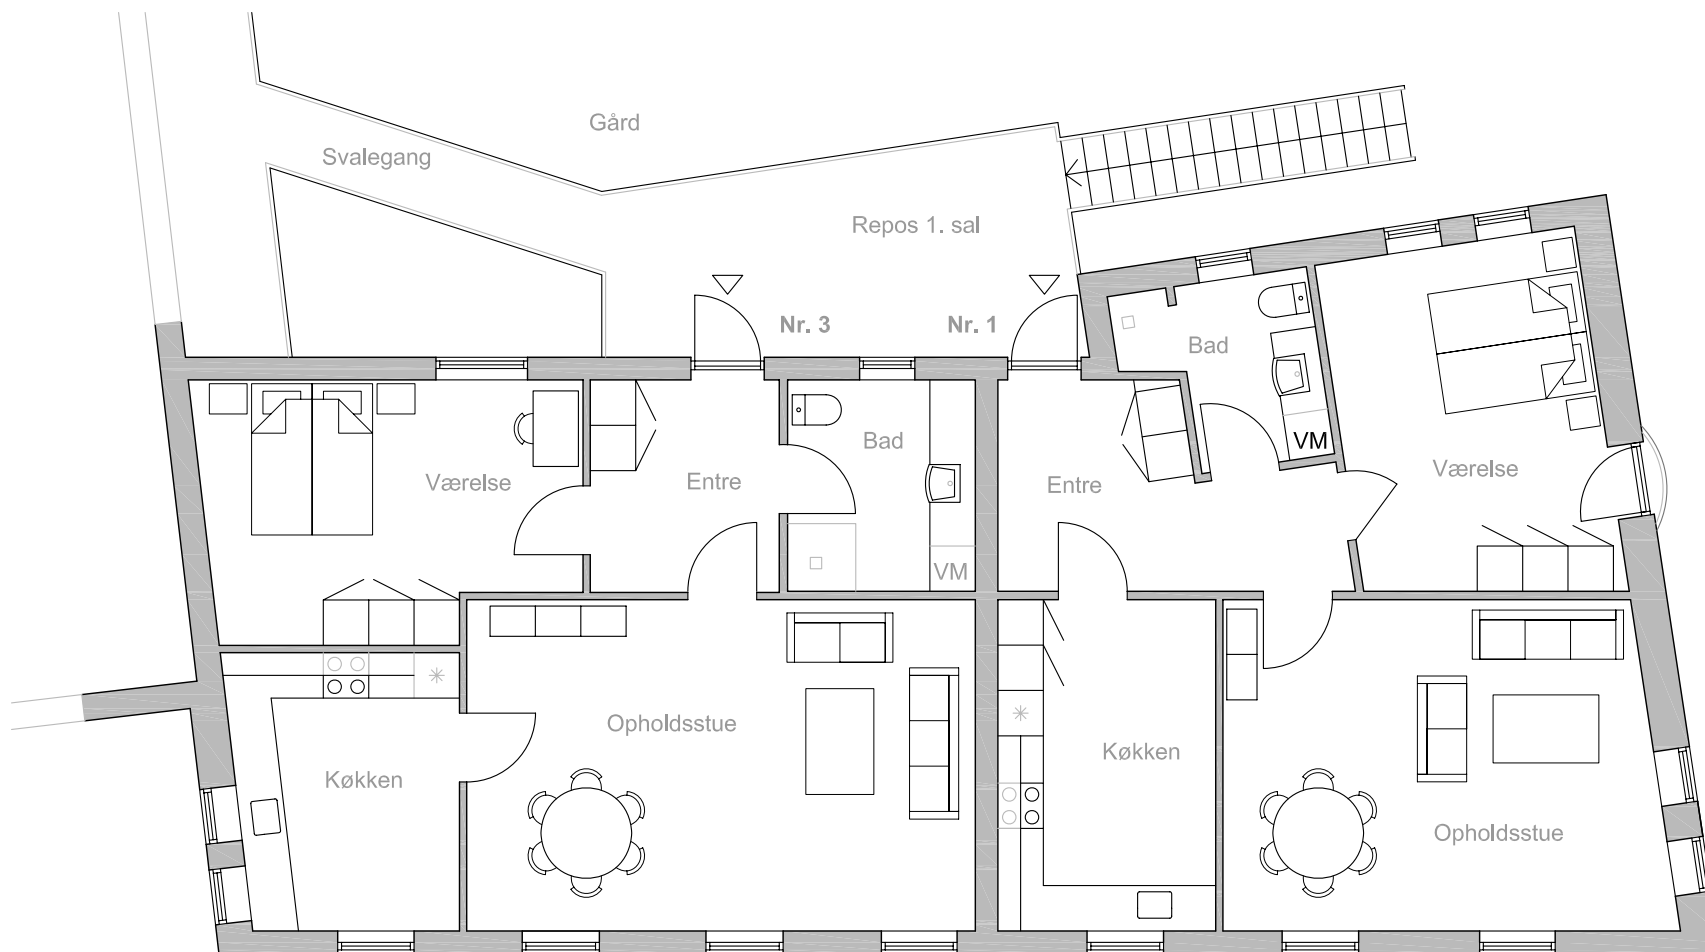 Gård
Svalegang
Repos 1. sal
Nr. 3
Nr. 1
Bad
Værelse
Entre
Bad
VM
Entre
VM
Værelse
Køkken
Opholdsstue
Køkken
Opholdsstue